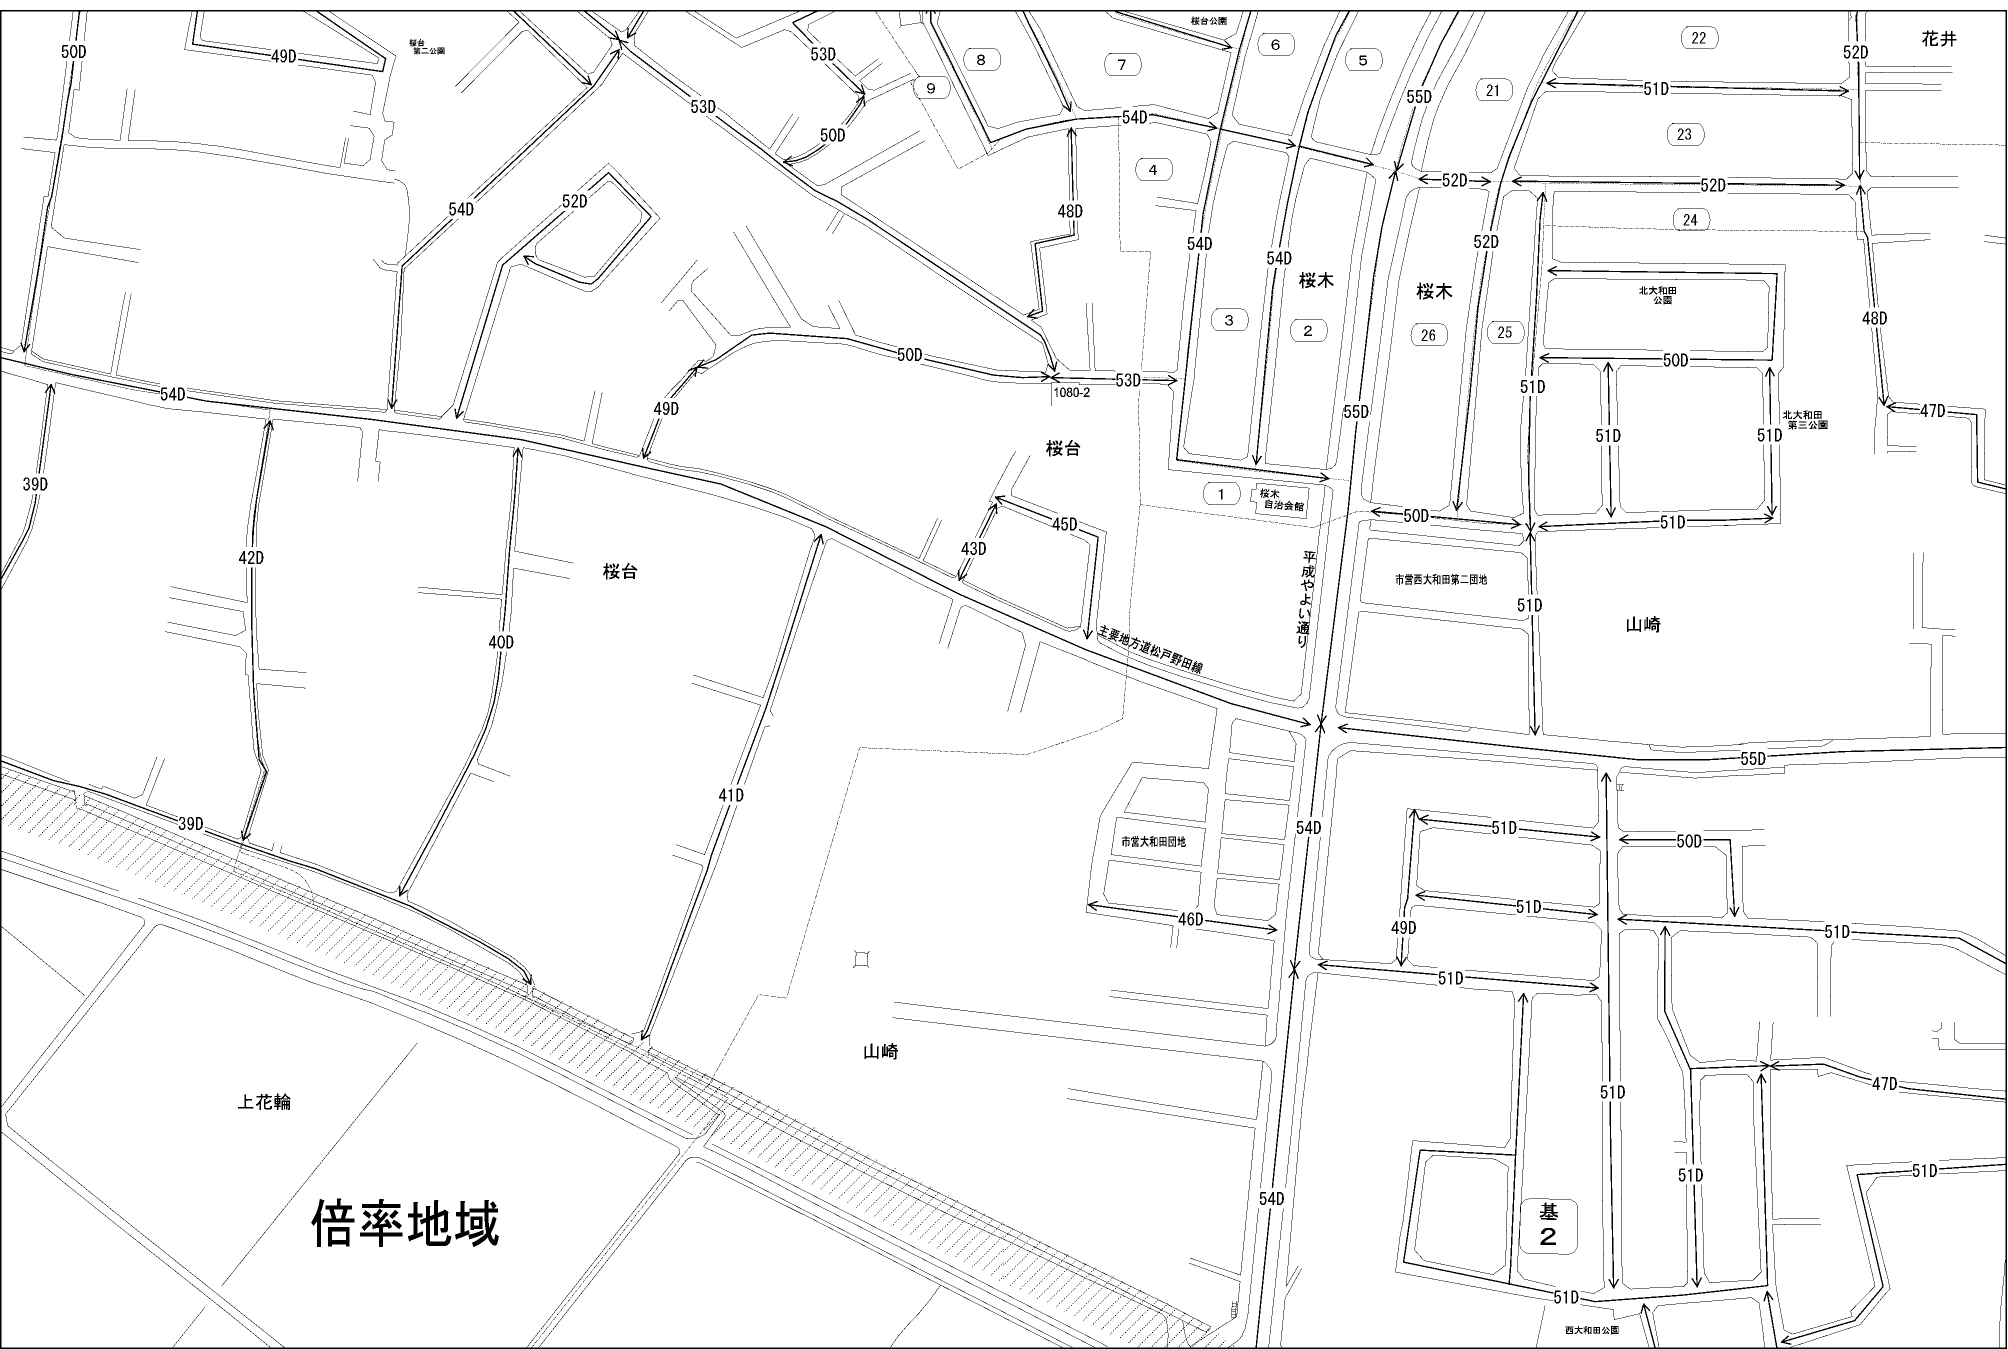 50D
49D
桜台
第二公園
53D
9
8
7
桜台公園
6
5
55D
21
22
51D
52D
花井
53D
50D
54D
4
23
54D
52D
48D
54D
54D
52D
52D
52D
24
桜木
桜木
51D
北大和田
公園
48D
3
2
26
25
50D
54D
49D
50D
53D
1080-2
55D
51D
51D
47D
北大和田
第三公園
桜台
39D
42D
40D
43D
45D
1
桜木
自治会館
50D
51D
桜台
主要地方道松戸野田線
平成やよい通り
市営西大和田第二団地
51D
山崎
41D
39D
55D
54D
51D
50D
市営大和田団地
46D
49D
51D
51D
51D
山崎
上花輪
51D
47D
倍率地域
54D
基
2
51D
51D
51D
西大和田公園